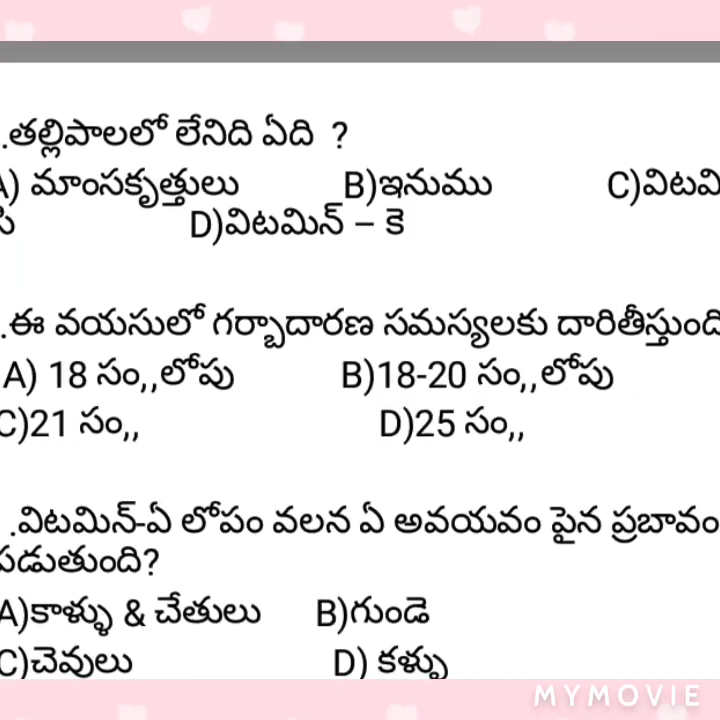 .తల్లిపాలలో లేనిది ఏది ?
A) మాంసకృత్తులు B)ఇనుము C)విటమి
సి D)విటమిన్ – కె
.ఈ వయసులో గర్భాదారణ సమస్యలకు దారితీస్తుంది
A) 18 సం,,లోపు B)18-20 సం,,లోపు
C)21 సం,, D)25 సం,,
.విటమిన్-ఏ లోపం వలన ఏ అవయవం పైన ప్రబావం
పడుతుంది?
A)కాళ్ళు & చేతులు B)గుండె
C)చెవులు D) కళ్ళు
MYMOVIE